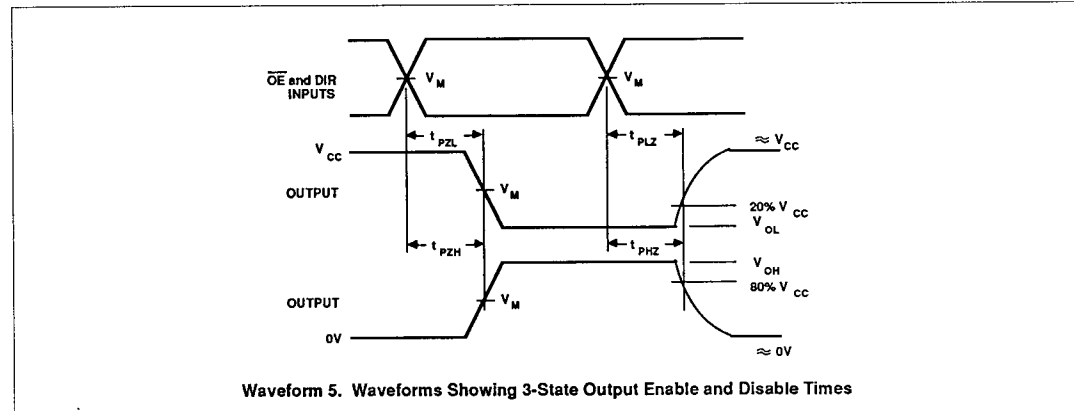 OE and DIR
INPUTS
V M
V M
t PZL
t PLZ
V CC
≈ V CC
OUTPUT
V M
20% V CC
V OL
t PZH
t PHZ
V OH
80% V CC
OUTPUT
V M
0V
≈ 0V
Waveform 5. Waveforms Showing 3-State Output Enable and Disable Times